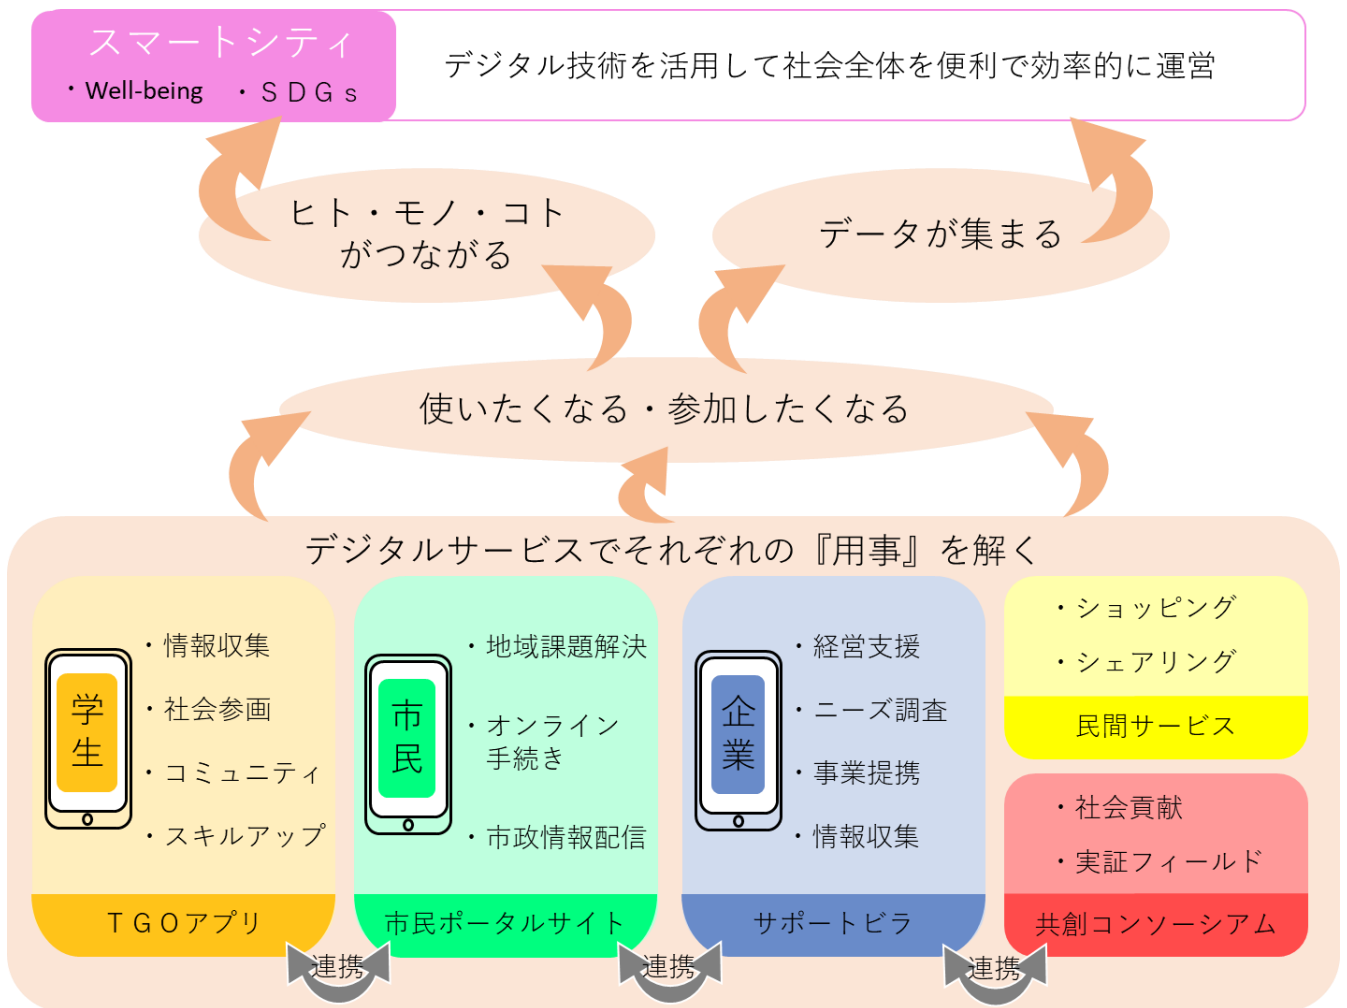 スマートシティ
・Well-being ・ＳＤＧｓ
デジタル技術を活用して社会全体を便利で効率的に運営
ヒト・モノ・コト
がつながる
データが集まる
使いたくなる・参加したくなる
デジタルサービスでそれぞれの『用事』を解く
学生
・情報収集
・社会参画
・コミュニティ
・スキルアップ
ＴＧＯアプリ
市民
・地域課題解決
・オンライン
手続き
・市政情報配信
市民ポータルサイト
企業
・経営支援
・ニーズ調査
・事業提携
・情報収集
サポートビラ
・ショッピング
・シェアリング
民間サービス
・社会貢献
・実証フィールド
共創コンソーシアム
連携
連携
連携